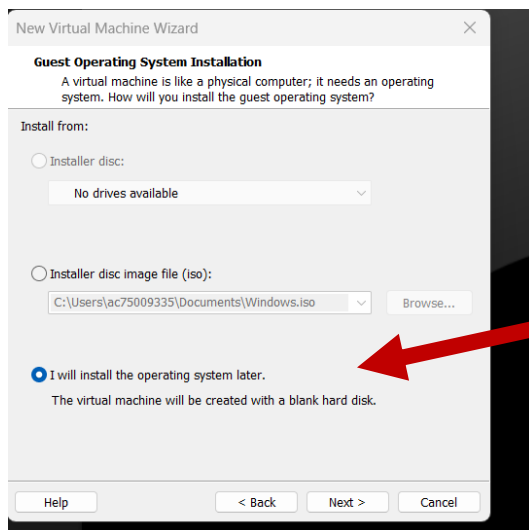 New Virtual Machine Wizard
Guest Operating System Installation
A virtual machine is like a physical computer; it needs an operating
system. How will you install the guest operating system?
Install from:
Installer disc:
No drives available
Installer disc image file (iso):
C:\Users\ac75009335\Documents\Windows.iso
Browse...
I will install the operating system later.
The virtual machine will be created with a blank hard disk.
Help
< Back
Next >
Cancel